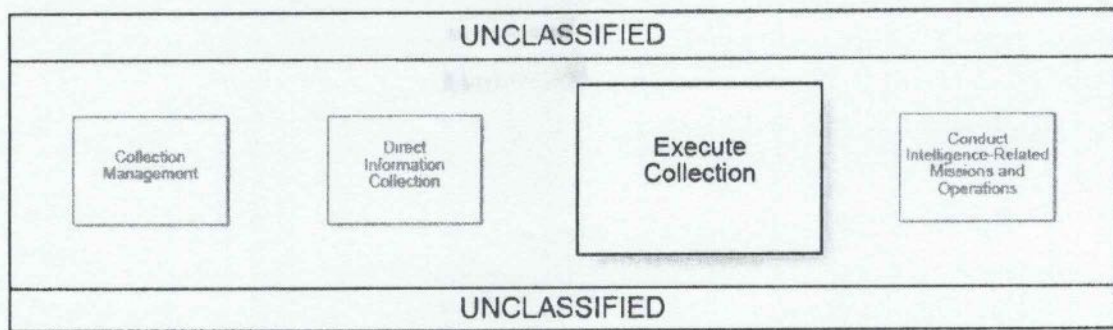 UNCLASSIFIED
Collection
Management
Direct
Information
Collection
Execute
Collection
Conduct
Intelligence-Related
Missions and
Operations
UNCLASSIFIED